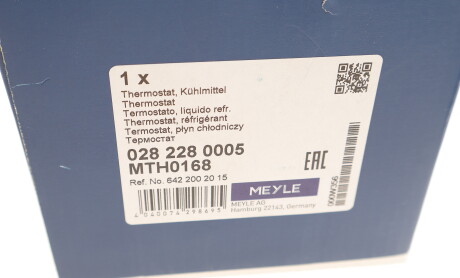 1 x
Thermostat, Kühlmittel
Thermostat
Termostato, liquido refr.
Thermostat, réfrigérant
Termostat, płyn chłodniczy
Термостат
028 228 0005
MTH0168
Ref. No. 642 200 20 15
EAC
MEYLE
MEYLE AG
Hamburg 22143, Germany